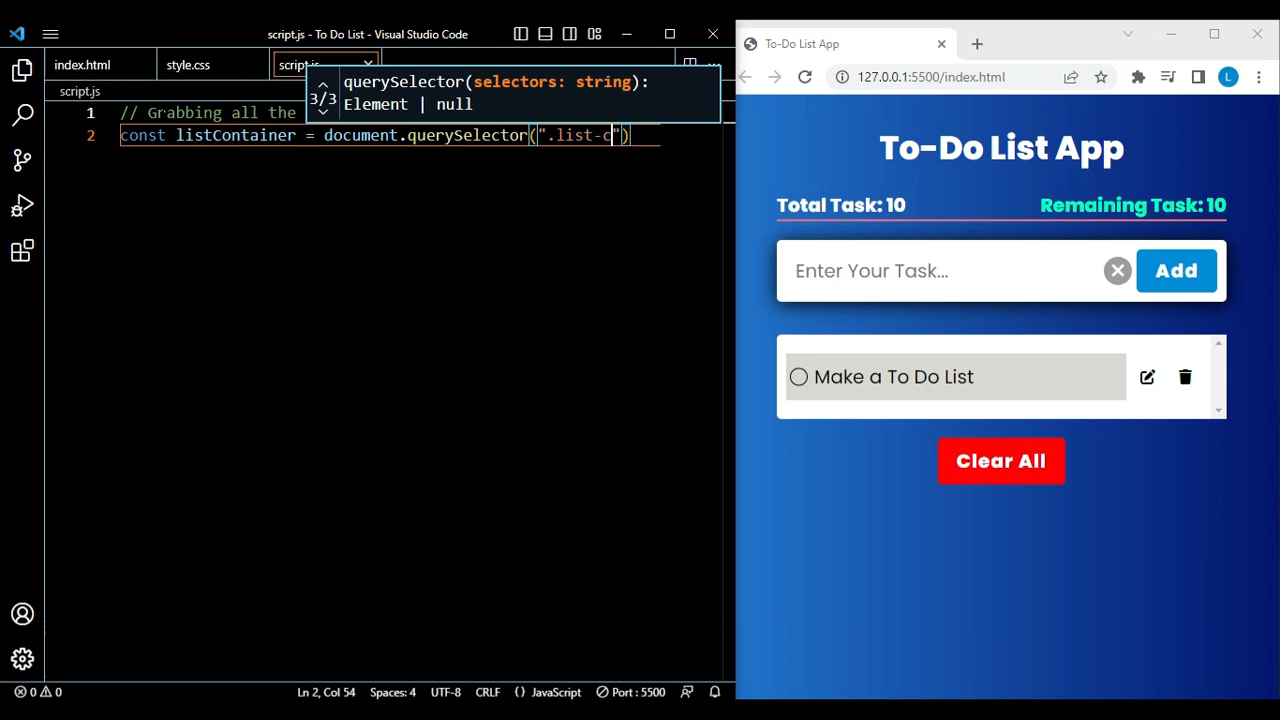 script.js - To Do List - Visual Studio Code
index.html
style.css
script.js
script.js
querySelector(selectors: string):
Element | null
3/3
1 // Grabbing all the
2 const listContainer = document.querySelector(".list-c")
0 0
Ln 2, Col 54 Spaces: 4 UTF-8 CRLF {} JavaScript Port : 5500
To-Do List App
127.0.0.1:5500/index.html
L
To-Do List App
Total Task: 10 Remaining Task: 10
Enter Your Task... Add
Make a To Do List
Clear All